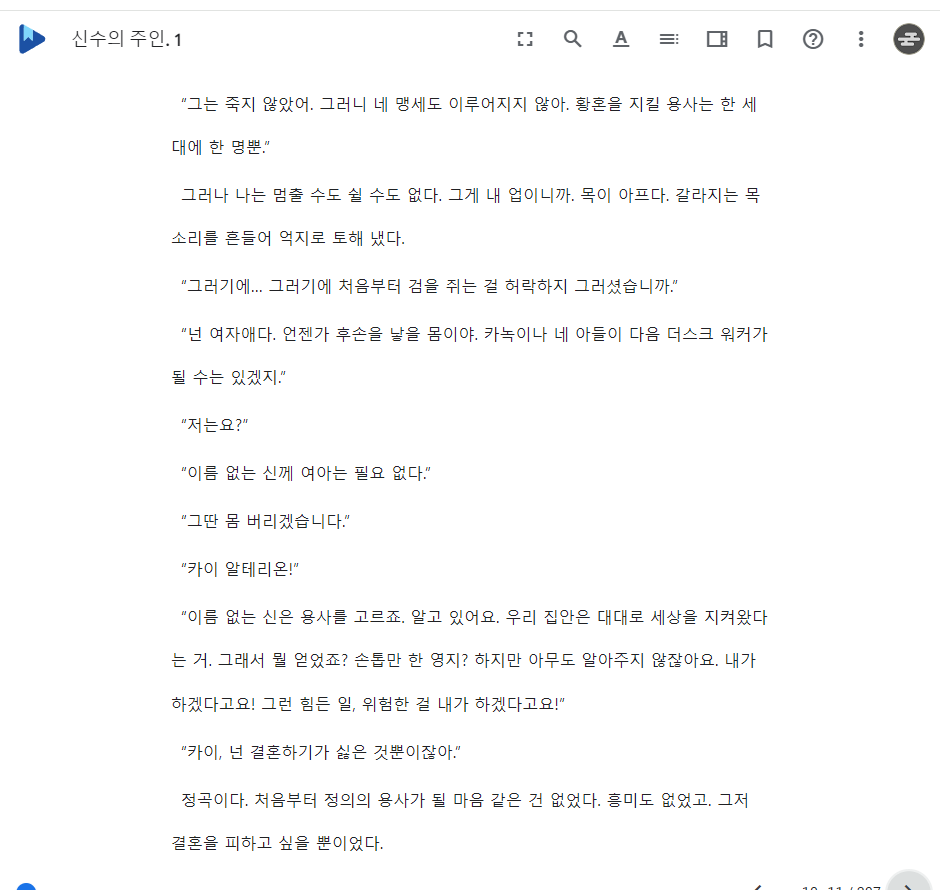 신수의 주인. 1
“그는 죽지 않았어. 그러니 네 맹세도 이루어지지 않아. 황혼을 지킬 용사는 한 세
대에 한 명뿐.”
그러나 나는 멈출 수도 쉴 수도 없다. 그게 내 업이니까. 목이 아프다. 갈라지는 목
소리를 흔들어 억지로 토해 냈다.
“그러기에... 그러기에 처음부터 검을 쥐는 걸 허락하지 그러셨습니까.”
“넌 여자애다. 언젠가 후손을 낳을 몸이야. 카녹이나 네 아들이 다음 더스크 워커가
될 수는 있겠지.”
“저는요?”
“이름 없는 신께 여아는 필요 없다.”
“그딴 몸 버리겠습니다.”
“카이 알테리온!”
“이름 없는 신은 용사를 고르죠. 알고 있어요. 우리 집안은 대대로 세상을 지켜왔다
는 거. 그래서 뭘 얻었죠? 손톱만 한 영지? 하지만 아무도 알아주지 않잖아요. 내가
하겠다고요! 그런 힘든 일, 위험한 걸 내가 하겠다고요!”
“카이, 넌 결혼하기가 싫은 것뿐이잖아.”
정곡이다. 처음부터 정의의 용사가 될 마음 같은 건 없었다. 흥미도 없었고. 그저
결혼을 피하고 싶을 뿐이었다.